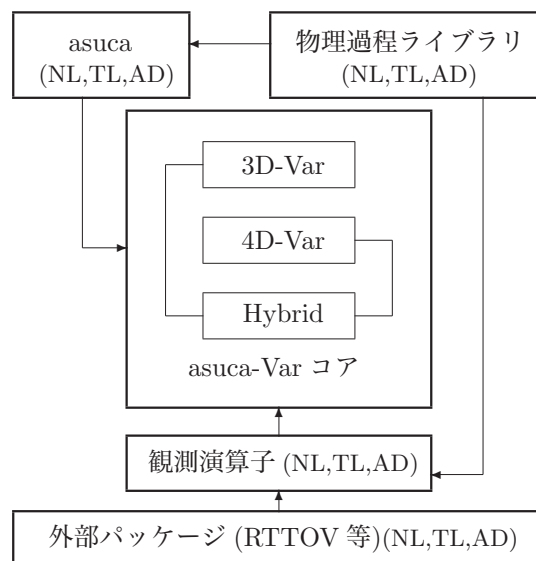 asuca
(NL,TL,AD)
物理過程ライブラリ
(NL,TL,AD)
3D-Var
4D-Var
Hybrid
asuca-Var コア
観測演算子 (NL,TL,AD)
外部パッケージ (RTTOV 等)(NL,TL,AD)